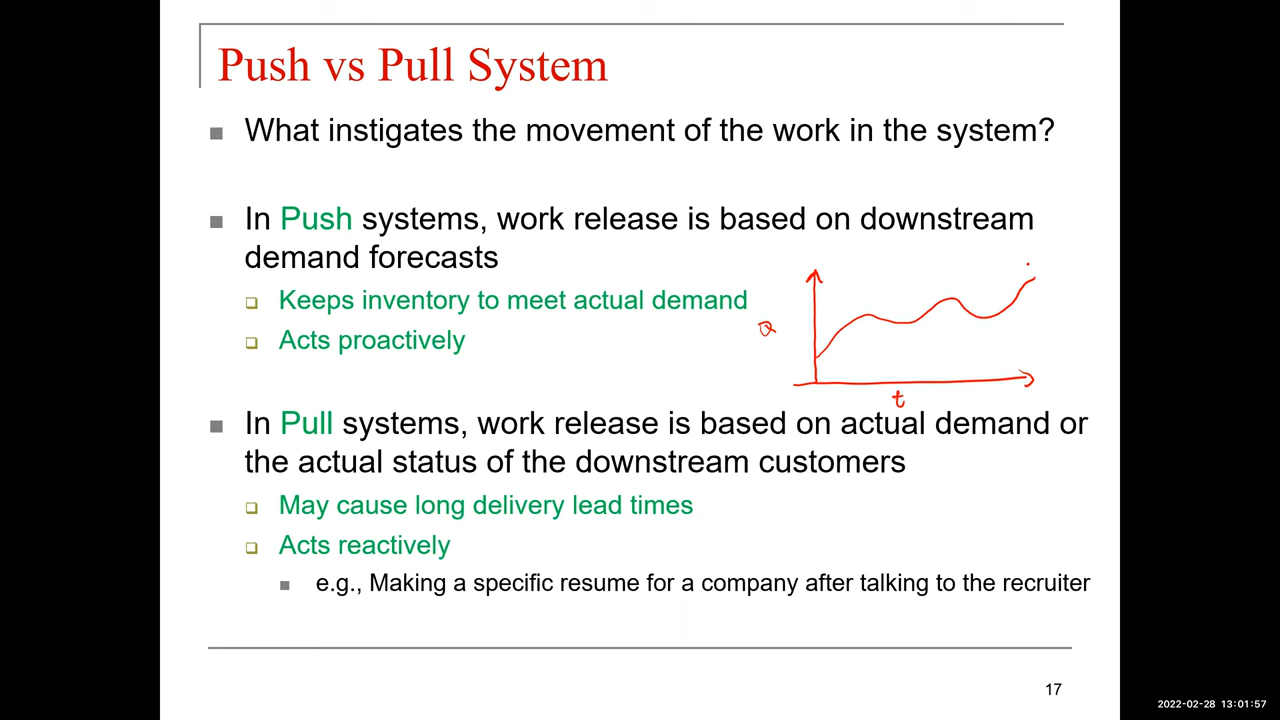 Push vs Pull System
What instigates the movement of the work in the system?
In Push systems, work release is based on downstream
demand forecasts
Keeps inventory to meet actual demand
Acts proactively
Q
t
In Pull systems, work release is based on actual demand or
the actual status of the downstream customers
May cause long delivery lead times
Acts reactively
e.g., Making a specific resume for a company after talking to the recruiter
17
2022-02-28 13:01:57